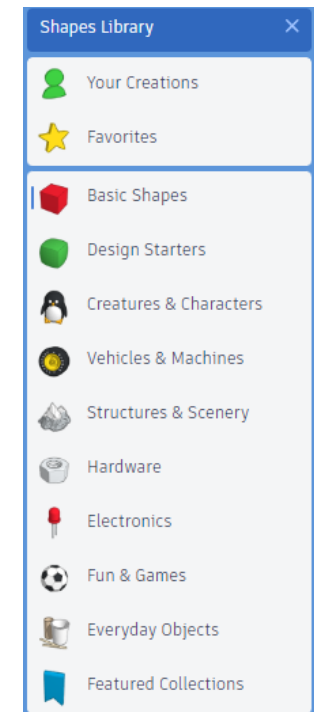 Shapes Library
Your Creations
Favorites
Basic Shapes
Design Starters
Creatures & Characters
Vehicles & Machines
Structures & Scenery
Hardware
Electronics
Fun & Games
Everyday Objects
Featured Collections